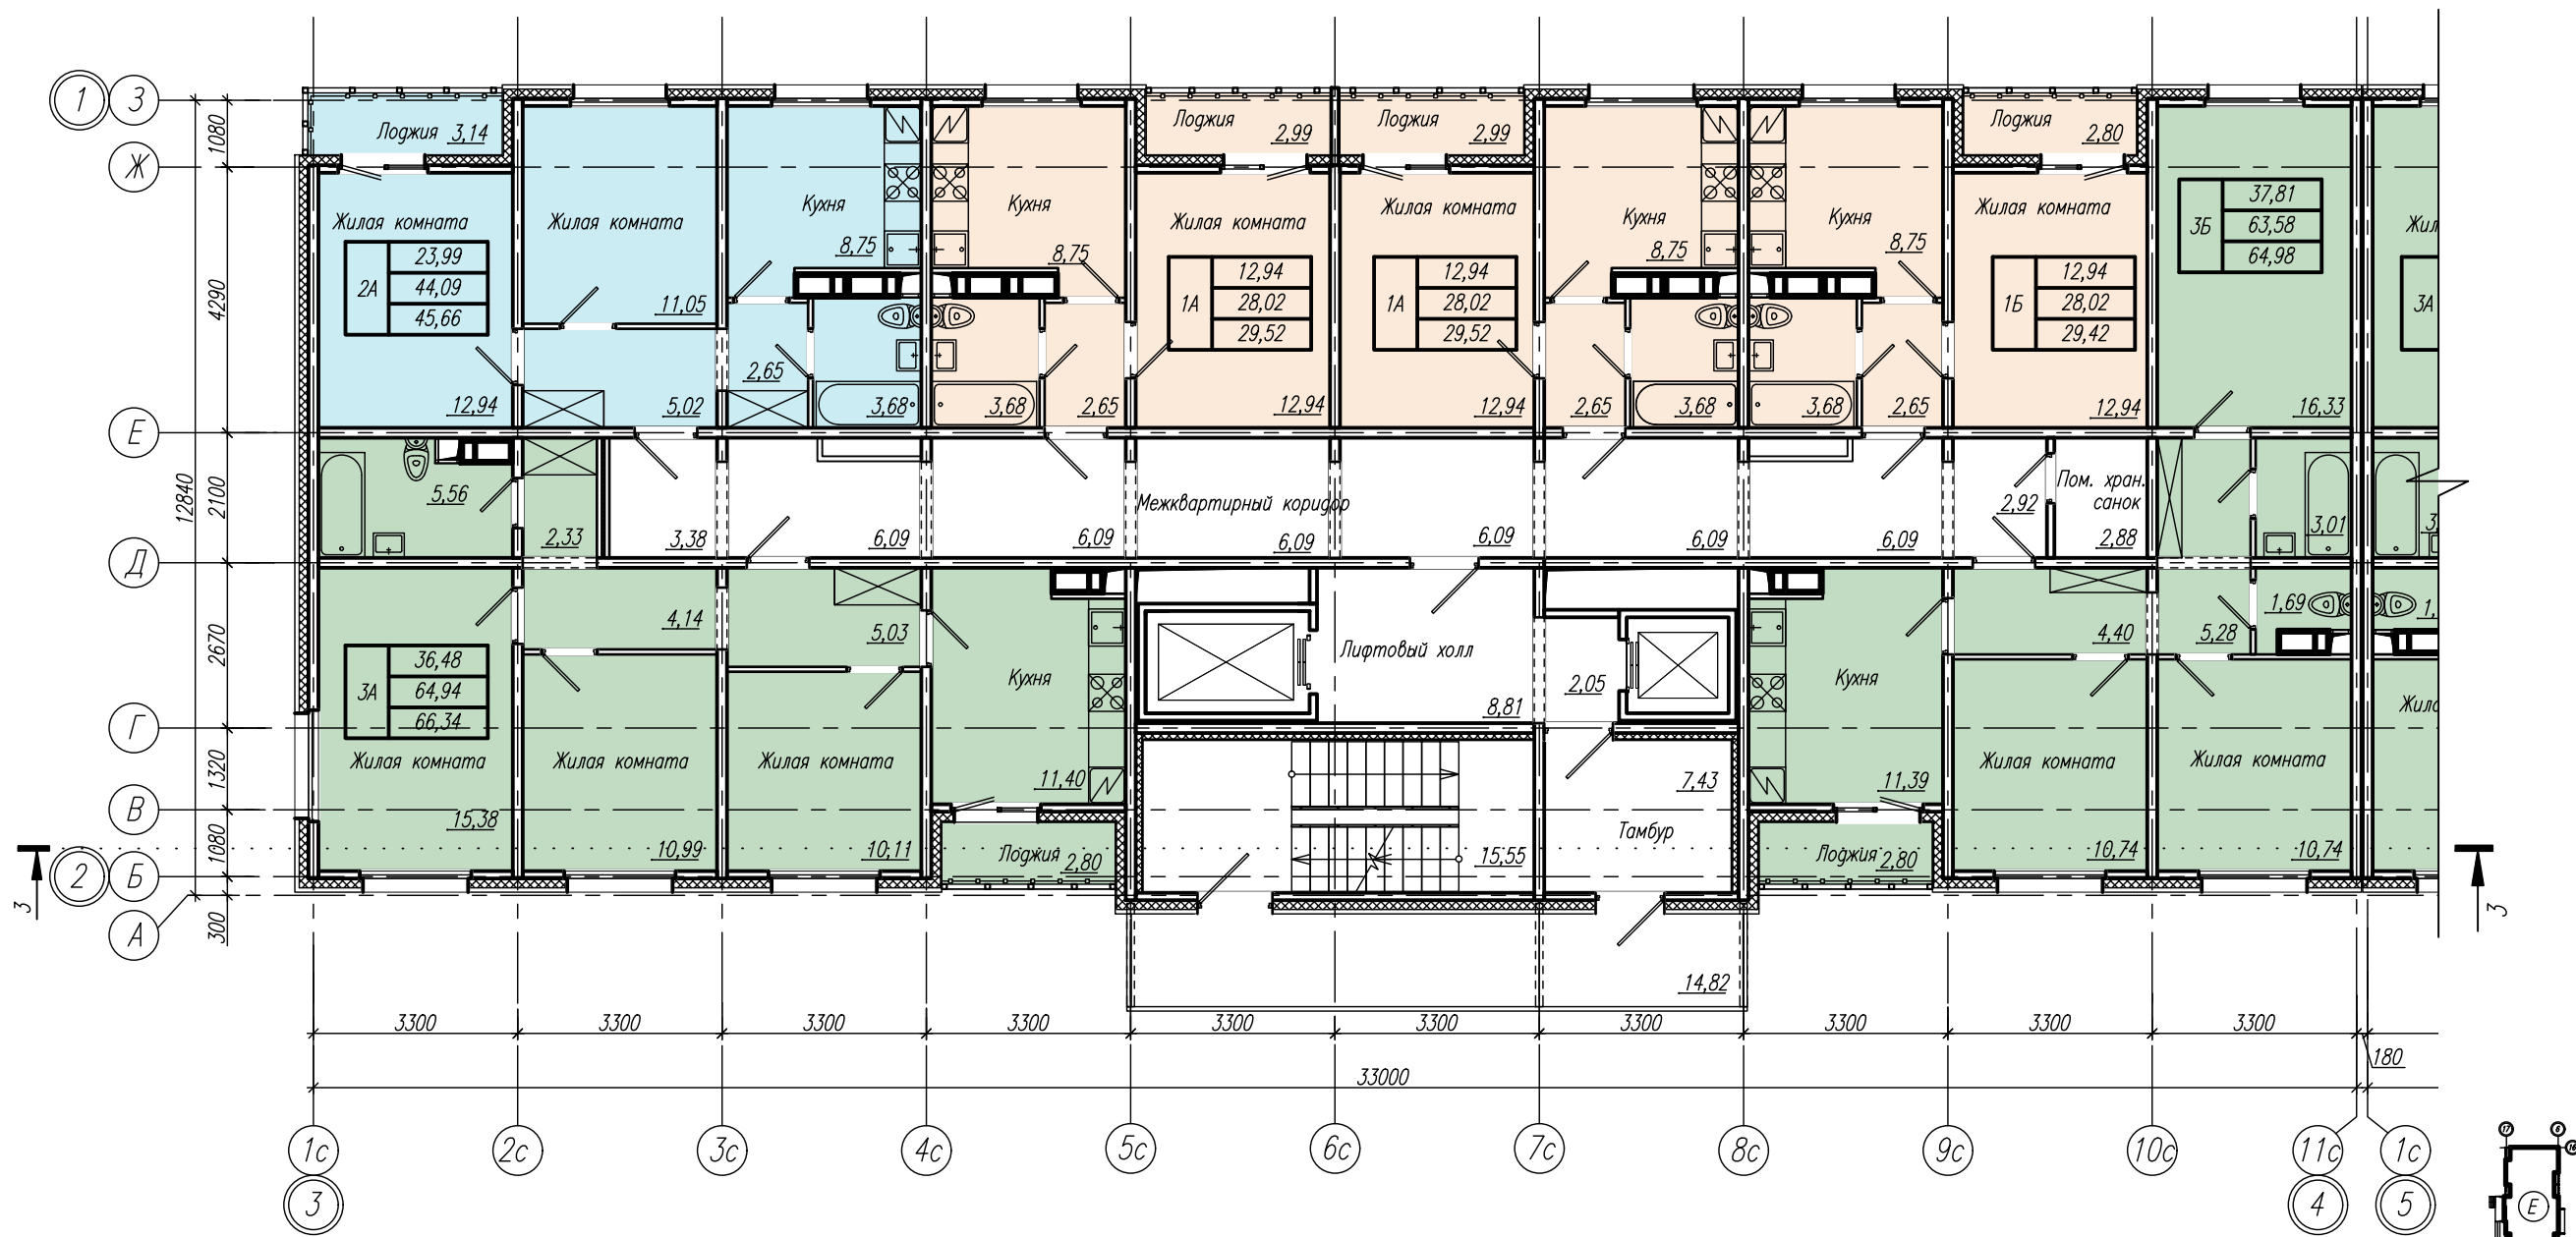 1 З
Ж
Е
Д
Г
В
2 Б
А
1080
4290
2100
2670
1320
1080
300
12840
3
Лоджия 3,14
Жилая комната
2А
23,99
44,09
45,66
12,94
Жилая комната
11,05
5,02
Кухня
8,75
2,65
3,68
Кухня
8,75
3,68
2,65
Лоджия
2,99
Жилая комната
1А
12,94
28,02
29,52
12,94
Лоджия
2,99
Жилая комната
1А
12,94
28,02
29,52
12,94
Кухня
8,75
2,65
3,68
Кухня
8,75
3,68
2,65
Лоджия
2,80
Жилая комната
1Б
12,94
28,02
29,42
12,94
3Б
37,81
63,58
64,98
16,33
3А
5,56
2,33
3,38
6,09
6,09
Межквартирный коридор
6,09
6,09
6,09
6,09
2,92
Пом. хран.
санок
2,88
3,01
4,14
5,03
3А
36,48
64,94
66,34
Жилая комната
15,38
Жилая комната
10,99
Жилая комната
10,11
Кухня
11,40
Лоджия 2,80
Лифтовый холл
8,81
2,05
7,43
Тамбур
15,55
14,82
Кухня
11,39
Лоджия 2,80
4,40
5,28
1,69
Жилая комната
10,74
Жилая комната
10,74
3
3300 3300 3300 3300 3300 3300 3300 3300 3300 3300
180
33000
1с 2с 3с 4с 5с 6с 7с 8с 9с 10с 11с 1с
3 4 5
17
Е